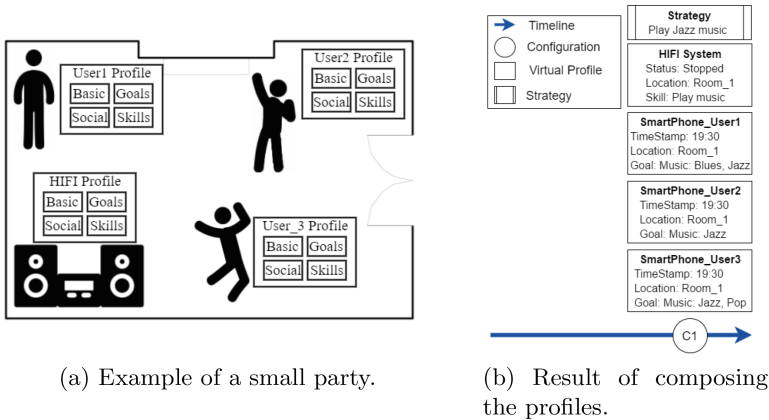 User1 Profile
Basic Goals
Social Skills
User2 Profile
Basic Goals
Social Skills
HIFI Profile
Basic Goals
Social Skills
User_3 Profile
Basic Goals
Social Skills
(a) Example of a small party.
Timeline
Configuration
Virtual Profile
Strategy
Strategy
Play Jazz music
HIFI System
Status: Stopped
Location: Room_1
Skill: Play music
SmartPhone_User1
TimeStamp: 19:30
Location: Room_1
Goal: Music: Blues, Jazz
SmartPhone_User2
TimeStamp: 19:30
Location: Room_1
Goal: Music: Jazz
SmartPhone_User3
TimeStamp: 19:30
Location: Room_1
Goal: Music: Jazz, Pop
C1
(b) Result of composing
the profiles.